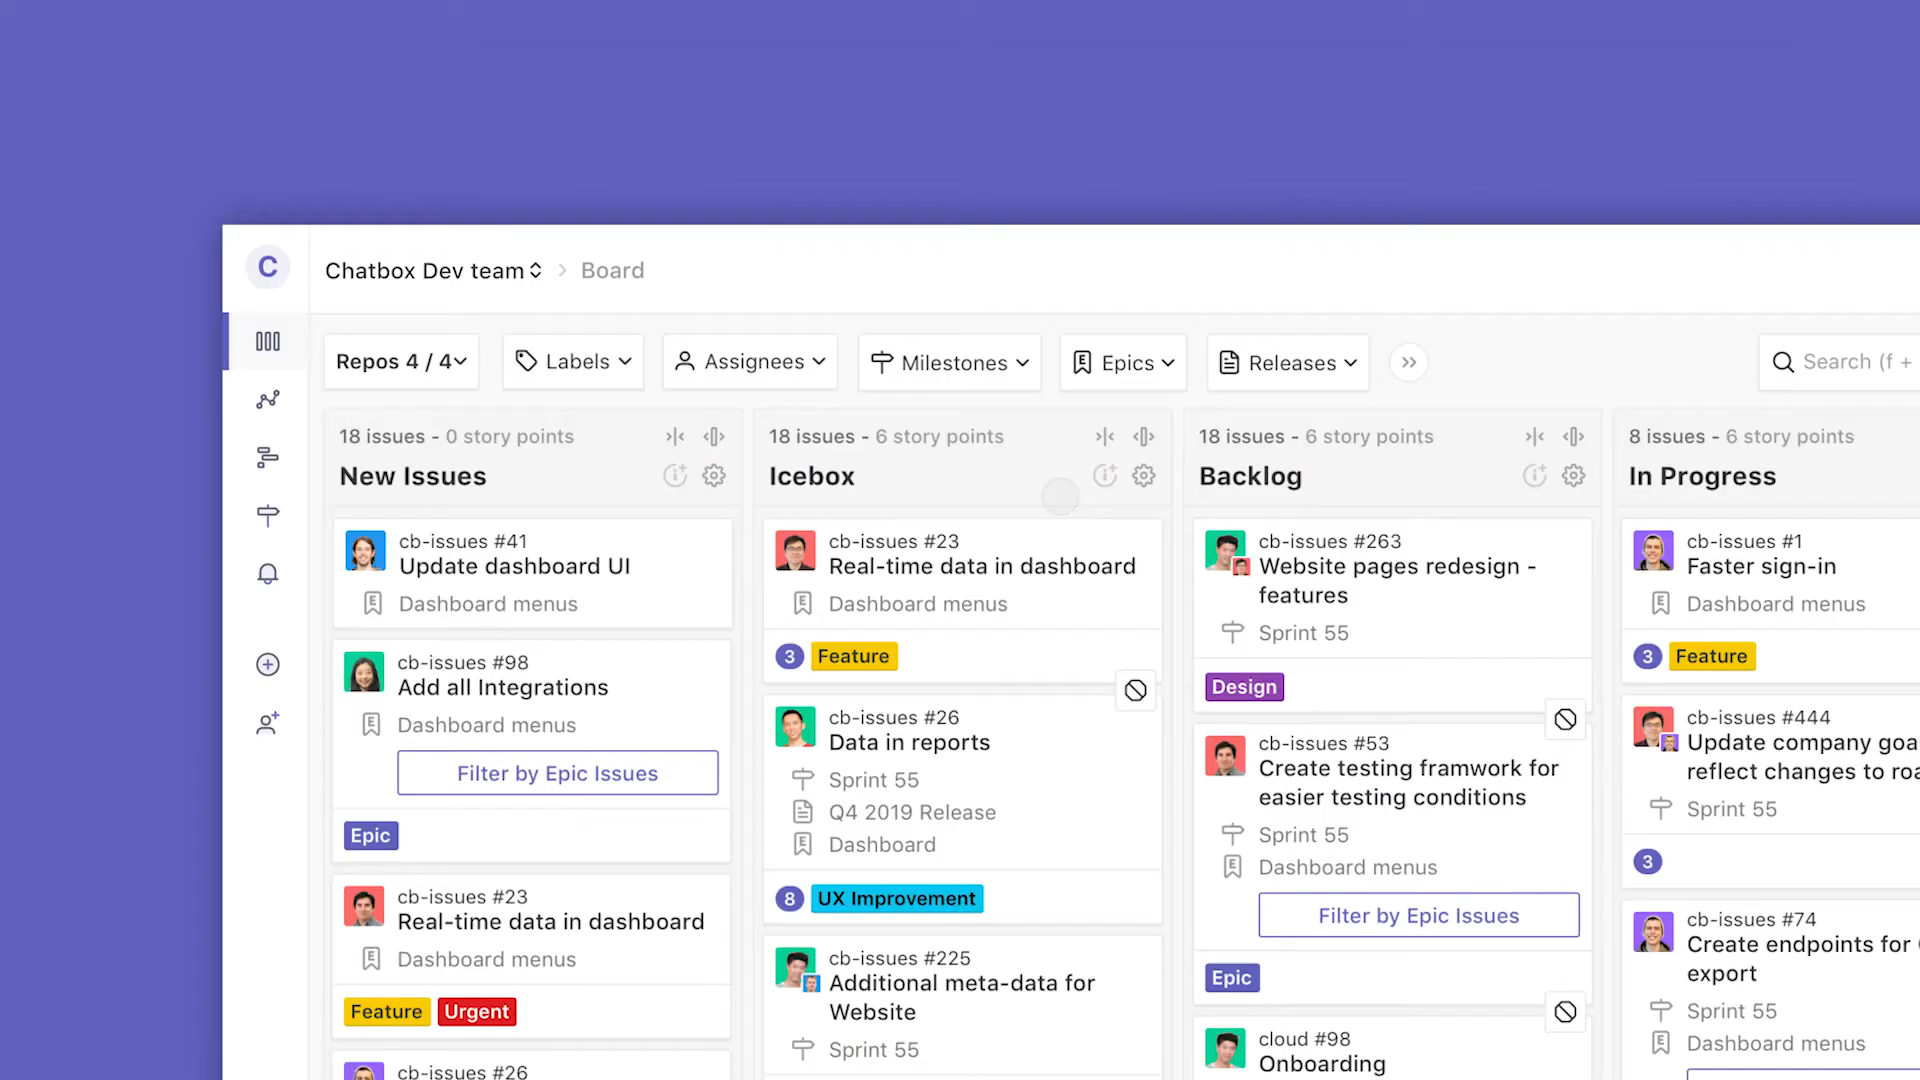 C
Chatbox Dev team
Board
Repos 4 / 4
Labels
Assignees
Milestones
Epics
Releases
Search (f +
18 issues - 0 story points
New Issues
cb-issues #41
Update dashboard UI
Dashboard menus
cb-issues #98
Add all Integrations
Dashboard menus
Filter by Epic Issues
Epic
cb-issues #23
Real-time data in dashboard
Dashboard menus
Feature
Urgent
cb-issues #26
18 issues - 6 story points
Icebox
cb-issues #23
Real-time data in dashboard
Dashboard menus
3
Feature
cb-issues #26
Data in reports
Sprint 55
Q4 2019 Release
Dashboard
8
UX Improvement
cb-issues #225
Additional meta-data for
Website
Sprint 55
18 issues - 6 story points
Backlog
cb-issues #263
Website pages redesign -
features
Sprint 55
Design
cb-issues #53
Create testing framwork for
easier testing conditions
Sprint 55
Dashboard menus
Filter by Epic Issues
Epic
cloud #98
Onboarding
8 issues - 6 story points
In Progress
cb-issues #1
Faster sign-in
Dashboard menus
3
Feature
cb-issues #444
Update company goa
reflect changes to roa
Sprint 55
3
cb-issues #74
Create endpoints for
export
Sprint 55
Dashboard menus